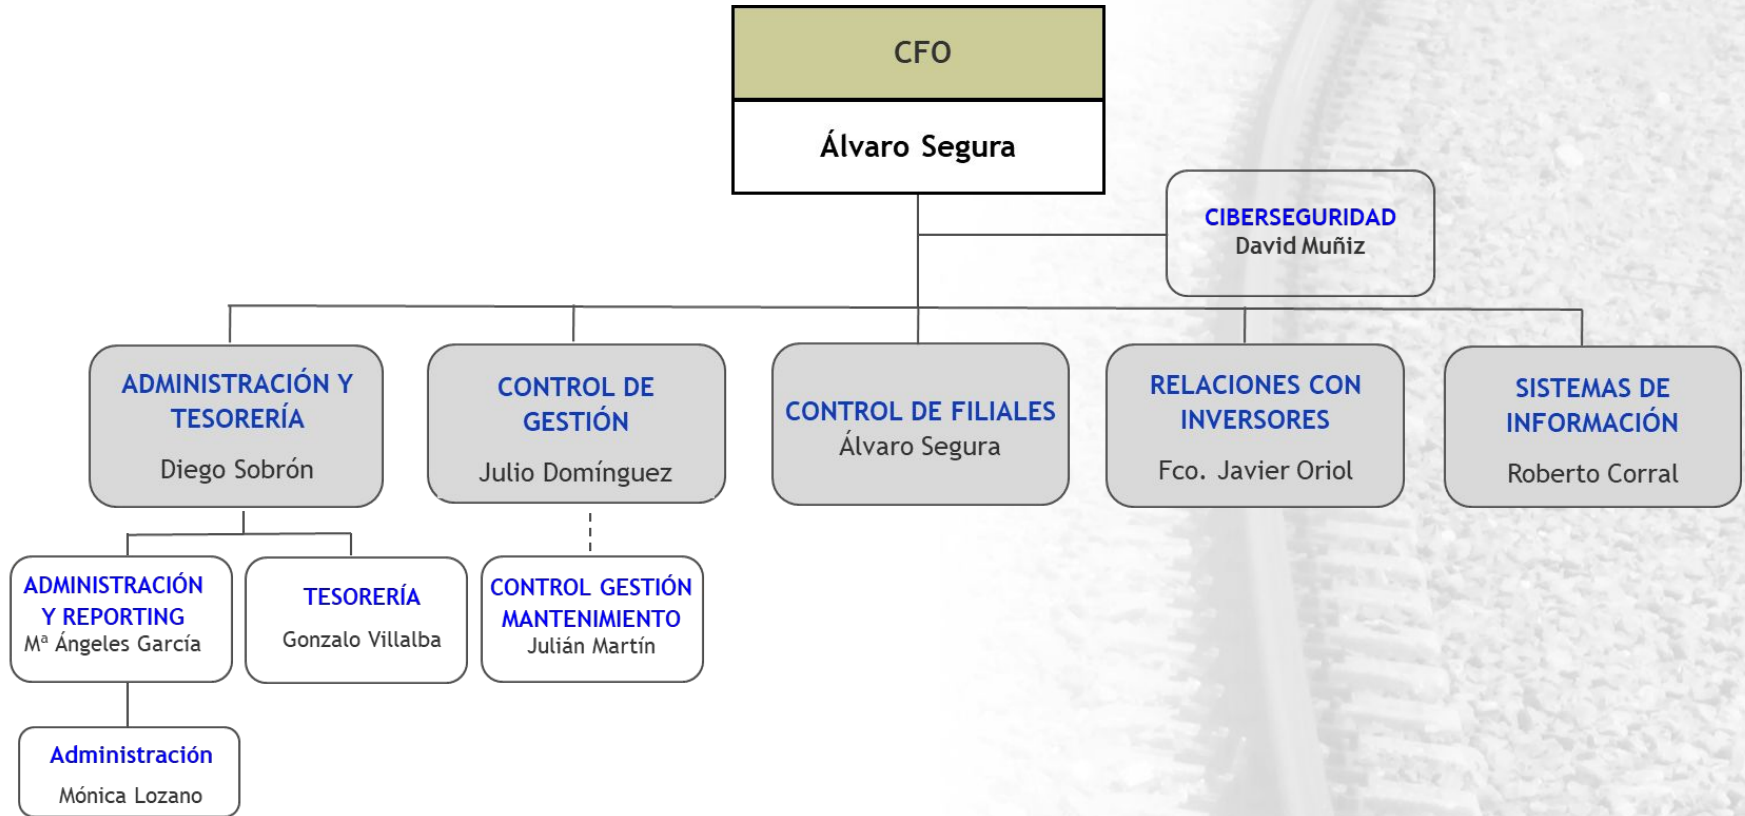 CFO
Álvaro Segura
CIBERSEGURIDAD
David Muñiz
ADMINISTRACIÓN Y
TESORERÍA
Diego Sobrón
CONTROL DE
GESTIÓN
Julio Domínguez
CONTROL DE FILIALES
Álvaro Segura
RELACIONES CON
INVERSORES
Fco. Javier Oriol
SISTEMAS DE
INFORMACIÓN
Roberto Corral
ADMINISTRACIÓN
Y REPORTING
Mª Ángeles García
TESORERÍA
Gonzalo Villalba
CONTROL GESTIÓN
MANTENIMIENTO
Julián Martín
Administración
Mónica Lozano